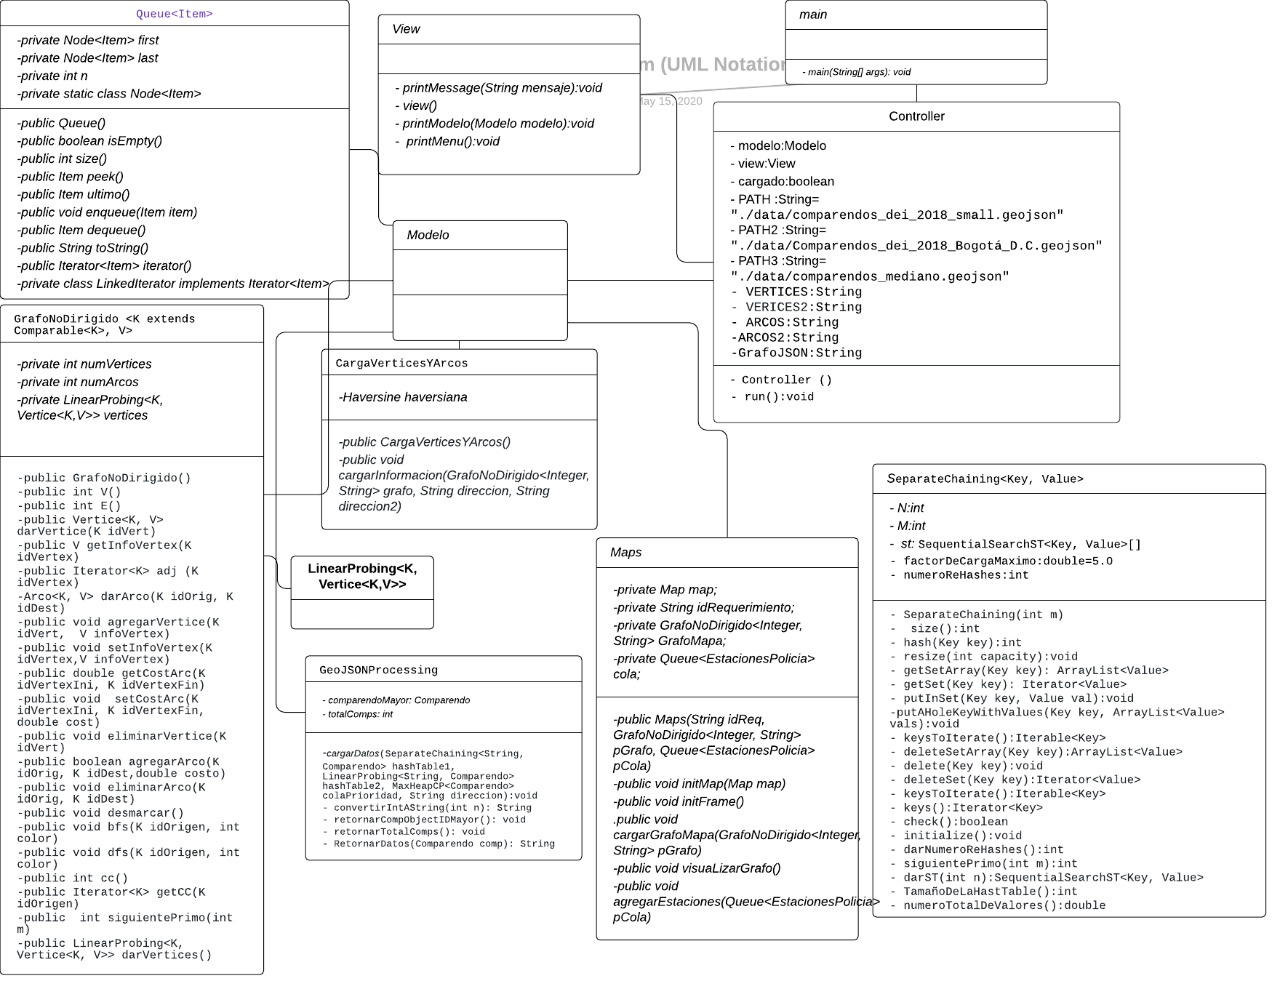 Queue<Item>
-private Node<Item> first
-private Node<Item> last
-private int n
-private static class Node<Item>
-public Queue()
-public boolean isEmpty()
-public int size()
-public Item peek()
-public Item ultimo()
-public void enqueue(Item item)
-public Item dequeue()
-public String toString()
-public Iterator<Item> iterator()
-private class LinkedIterator implements Iterator<Item>
View
- printMessage(String mensaje):void
- view()
- printModelo(Modelo modelo):void
- printMenu():void
m (UML Notation
May 15, 2020
main
- main(String[] args): void
Controller
- modelo:Modelo
- view:View
- cargado:boolean
- PATH :String=
"./data/comparendos_dei_2018_small.geojson"
- PATH2 :String=
"./data/Comparendos_dei_2018_Bogotá_D.C.geojson"
- PATH3 :String=
"./data/comparendos_mediano.geojson"
- VERTICES:String
- VERICES2:String
- ARCOS:String
-ARCOS2:String
-GrafoJSON:String
- Controller ()
- run():void
Modelo
GrafoNoDirigido <K extends
Comparable<K>, V>
-private int numVertices
-private int numArcos
-private LinearProbing<K,
Vertice<K,V>> vertices
-public GrafoNoDirigido()
-public int V()
-public int E()
-public Vertice<K, V>
darVertice(K idVert)
-public V getInfoVertex(K
idVertex)
-public Iterator<K> adj (K
idVertex)
-Arco<K, V> darArco(K idOrig, K
idDest)
-public void agregarVertice(K
idVert,  V infoVertex)
-public void setInfoVertex(K
idVertex,V infoVertex)
-public double getCostArc(K
idVertexIni, K idVertexFin)
-public void  setCostArc(K
idVertexIni, K idVertexFin,
double cost)
-public void eliminarVertice(K
idVert)
-public boolean agregarArco(K
idOrig, K idDest,double costo)
-public void eliminarArco(K
idOrig, K idDest)
-public void desmarcar()
-public void bfs(K idOrigen, int
color)
-public void dfs(K idOrigen, int
color)
-public int cc()
-public Iterator<K> getCC(K
idOrigen)
-public  int siguientePrimo(int
m)
-public LinearProbing<K,
Vertice<K, V>> darVertices()
CargaVerticesYArcos
-Haversine haversiana
-public CargaVerticesYArcos()
-public void
cargarInformacion(GrafoNoDirigido<Integer,
String> grafo, String direccion, String
direccion2)
LinearProbing<K,
Vertice<K,V>>
GeoJSONProcessing
- comparendoMayor: Comparendo
- totalComps: int
-cargarDatos(SeparateChaining<String,
Comparendo> hashTable1,
LinearProbing<String, Comparendo>
hashTable2, MaxHeapCP<Comparendo>
colaPrioridad, String direccion):void
- convertirIntAString(int n): String
- retornarCompObjectIDMayor(): void
- retornarTotalComps(): void
- RetornarDatos(Comparendo comp): String
Maps
-private Map map;
-private String idRequerimiento;
-private GrafoNoDirigido<Integer,
String> GrafoMapa;
-private Queue<EstacionesPolicia>
cola;
-public Maps(String idReq,
GrafoNoDirigido<Integer, String>
pGrafo, Queue<EstacionesPolicia>
pCola)
-public void initMap(Map map)
-public void initFrame()
.public void
cargarGrafoMapa(GrafoNoDirigido<Integer,
String> pGrafo)
-public void visuaLizarGrafo()
-public void
agregarEstaciones(Queue<EstacionesPolicia>
pCola)
SeparateChaining<Key, Value>
- N:int
- M:int
- st: SequentialSearchST<Key, Value>[]
- factorDeCargaMaximo:double=5.0
- numeroReHashes:int
- SeparateChaining(int m)
-  size():int
- hash(Key key):int
- resize(int capacity):void
- getSetArray(Key key): ArrayList<Value>
- getSet(Key key): Iterator<Value>
- putInSet(Key key, Value val):void
-putAHoleKeyWithValues(Key key, ArrayList<Value>
vals):void
- keysToIterate():Iterable<Key>
- deleteSetArray(Key key):ArrayList<Value>
- delete(Key key):void
- deleteSet(Key key):Iterator<Value>
- keysToIterate():Iterable<Key>
- keys():Iterator<Key>
- check():boolean
- initialize():void
- darNumeroReHashes():int
- siguientePrimo(int m):int
- darST(int n):SequentialSearchST<Key, Value>
- TamañoDeLaHastTable():int
- numeroTotalDeValores():double